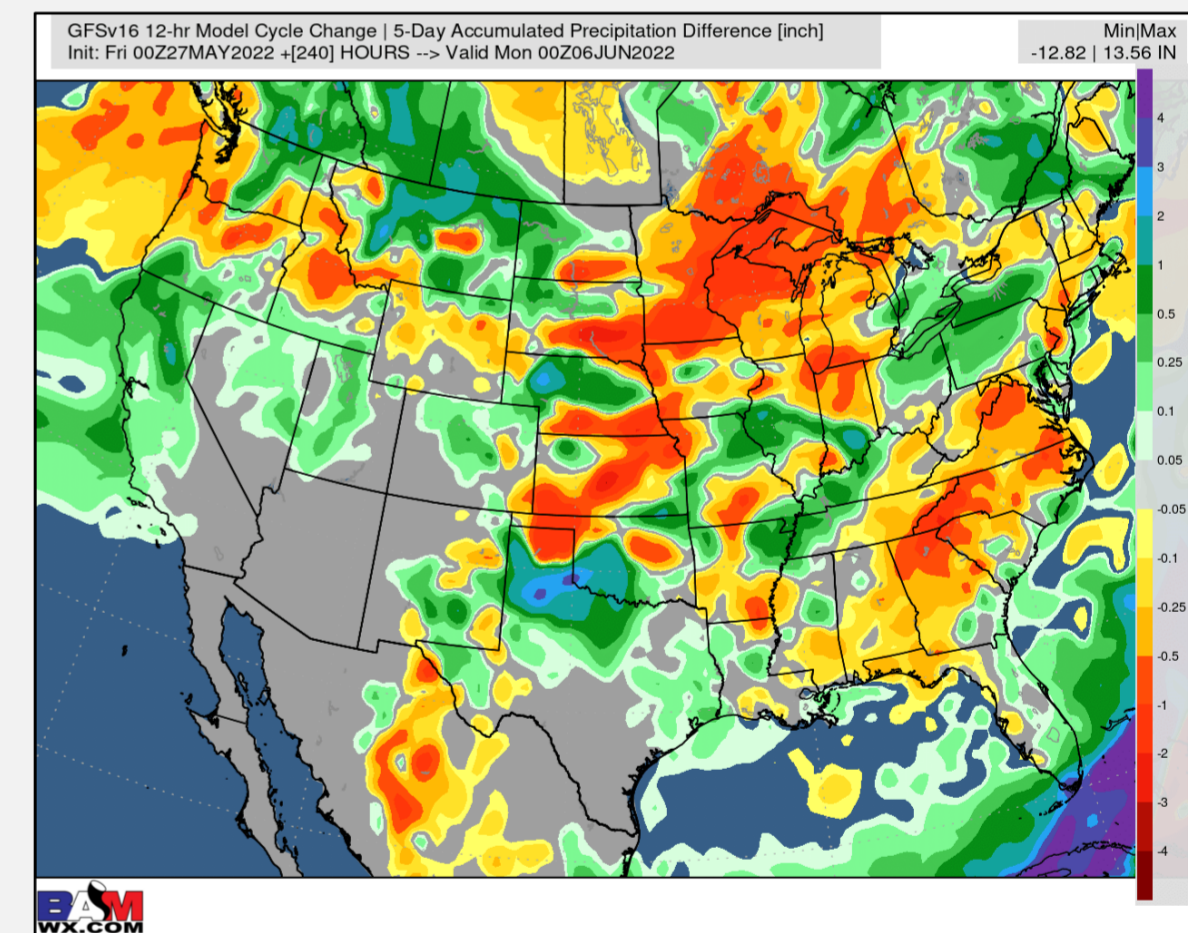 GFSv16 12-hr Model Cycle Change | 5-Day Accumulated Precipitation Difference [inch]
Init: Fri 00Z27MAY2022 +[240] HOURS --> Valid Mon 00Z06JUN2022
Min|Max
-12.82 | 13.56 IN
4
3
2
1
0.5
0.25
0.1
0.05
-0.05
-0.1
-0.25
-0.5
-1
-2
-3
-4
BAM
WX.COM